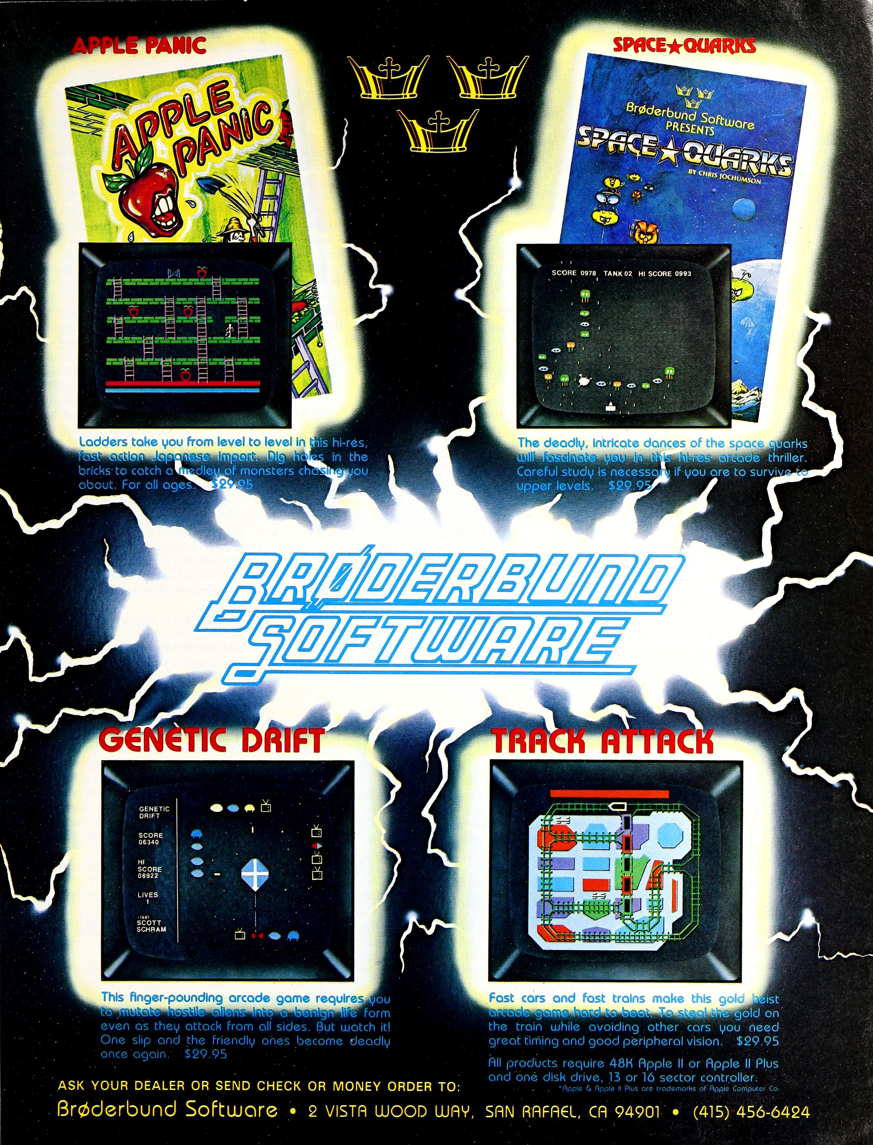 APPLE PANIC
SPACE★QUARKS
APPLE
PANIC
Brøderbund Software
PRESENTS
SPACE★QUARKS
BY CHRIS JOCHUMSON
SCORE 0978 TANK 02 HI SCORE 0993
Ladders take you from level to level in this hi-res,
fast action Japanese import. Dig holes in the
bricks to catch a medley of monsters chasing you
about. For all ages. $29.95
The deadly, intricate dances of the space quarks
will fastinate you in this hi-res arcade thriller.
Careful study is necessary if you are to survive to
upper levels. $29.95
BRØDERBUND
SOFTWARE
GENETIC DRIFT
TRACK ATTACK
GENETIC
DRIFT
SCORE
06340
HI
SCORE
08922
LIVES
1
1981
SCOTT
SCHRAM
This finger-pounding arcade game requires you
to mutate hostile aliens into a benign life form
even as they attack from all sides. But watch it!
One slip and the friendly ones become deadly
once again. $29.95
Fast cars and fast trains make this gold heist
arcade game hard to beat. To steal the gold on
the train while avoiding other cars you need
great timing and good peripheral vision. $29.95
All products require 48K Apple II or Apple II Plus
and one disk drive, 13 or 16 sector controller.
*Apple & Apple II Plus are trademarks of Apple Computer Co.
ASK YOUR DEALER OR SEND CHECK OR MONEY ORDER TO:
Brøderbund Software • 2 VISTA WOOD WAY, SAN RAFAEL, CA 94901 • (415) 456-6424